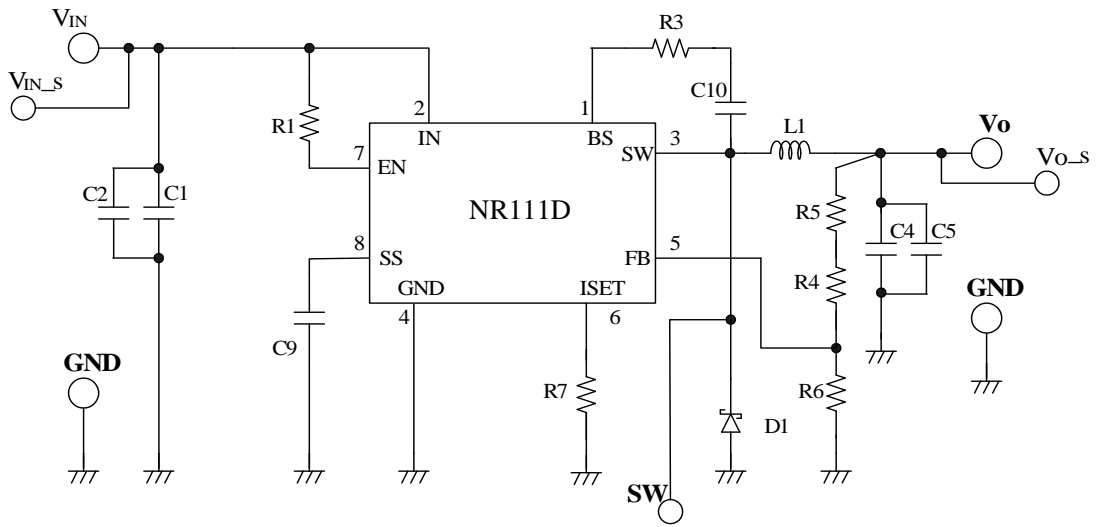 VIN
VIN_S
R3
C10
2
1
L1
Vo
R1
IN
BS
SW
3
7
EN
VO_S
C2
C1
NR111D
R5
C4
C5
8
SS
FB
5
R4
GND
GND
ISET
4
6
C9
GND
R7
R6
D1
SW